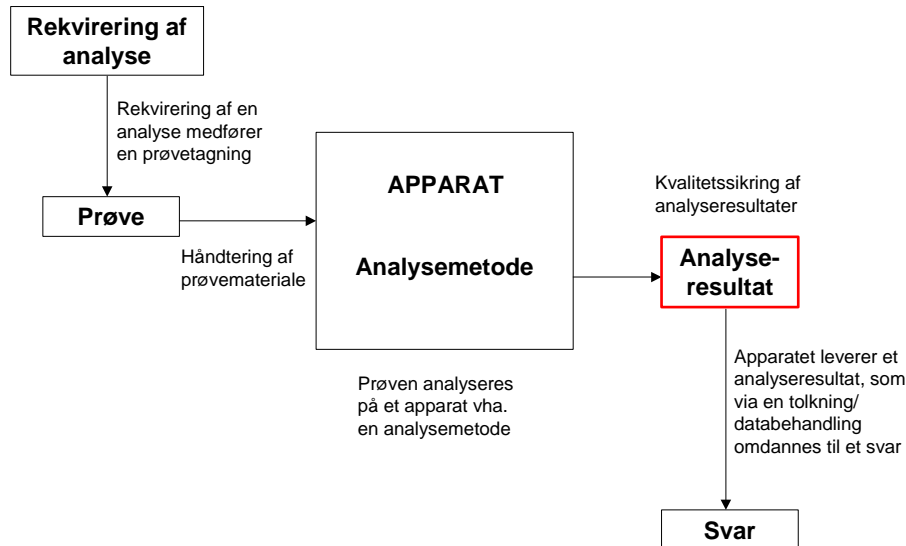 Rekvirering af
analyse
Rekvirering af en
analyse medfører
en prøvetagning
Prøve
Håndtering af
prøvemateriale
APPARAT
Analysemetode
Prøven analyseres
på et apparat vha.
en analysemetode
Kvalitetssikring af
analyseresultater
Analyse-
resultat
Apparatet leverer et
analyseresultat, som
via en tolkning/
databehandling
omdannes til et svar
Svar